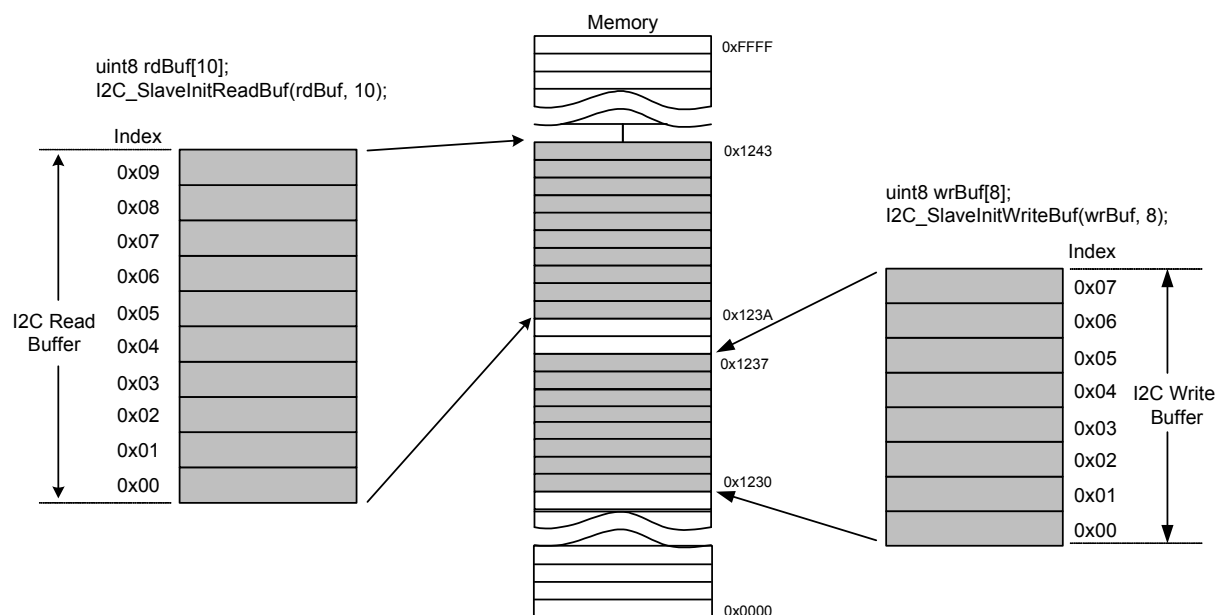 Memory
0xFFFF
uint8 rdBuf[10];
I2C_SlaveInitReadBuf(rdBuf, 10);
Index
0x09
0x08
0x07
0x06
0x05
0x04
0x03
0x02
0x01
0x00
I2C Read
Buffer
0x1243
0x123A
0x1237
0x1230
0x0000
uint8 wrBuf[8];
I2C_SlaveInitWriteBuf(wrBuf, 8);
Index
0x07
0x06
0x05
0x04
0x03
0x02
0x01
0x00
I2C Write
Buffer